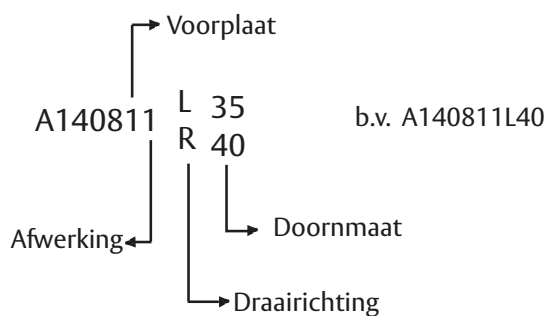 Voorplaat
A140811 L 35
R 40
b.v. A140811L40
Afwerking
Doornmaat
Draairichting